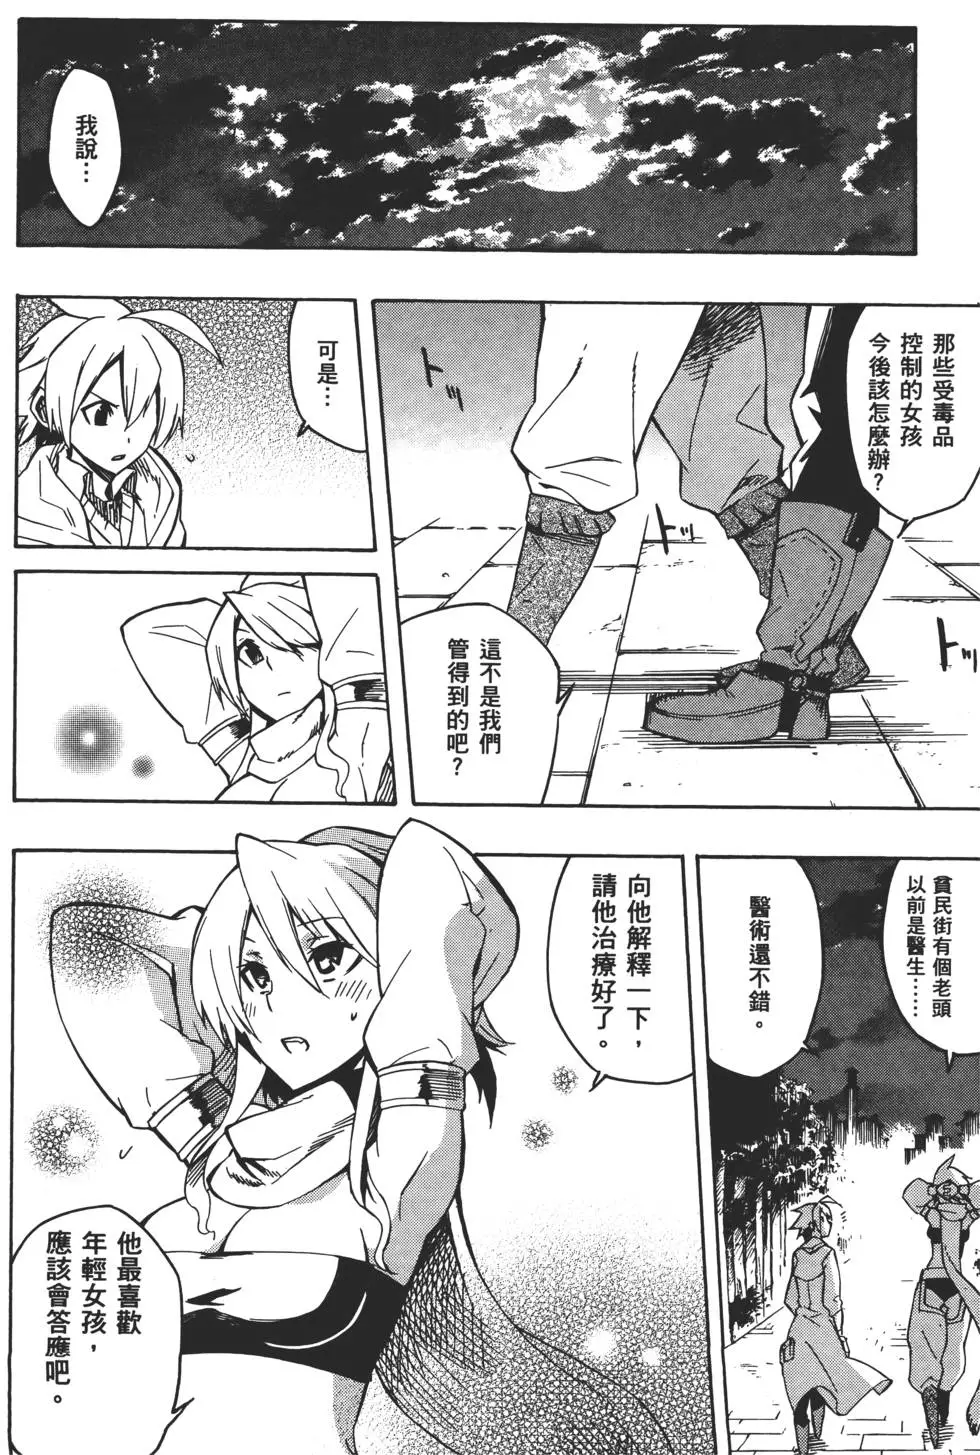 我說…
那些受毒品
控制的女孩
今後該怎麼辦？
ドッ
ドッ
トッ
這不是我們
管得到的吧？
可是…
貧民街有個老頭
以前是醫生……
醫術還不錯。
向他解釋一下，
請他治療好了。
他最喜歡
年輕女孩，
應該會答應吧。